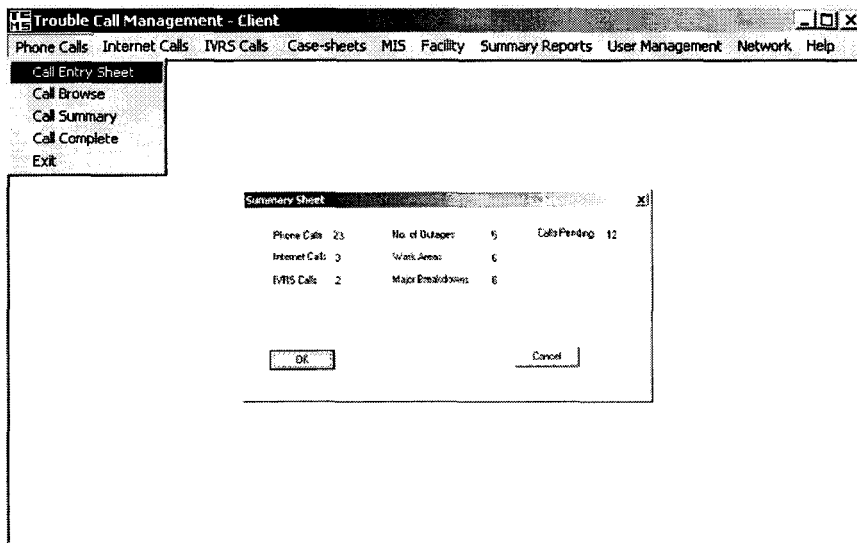 TCMS Trouble Call Management - Client
Phone Calls Internet Calls IVRS Calls Case-sheets MIS Facility Summary Reports User Management Network Help
Call Entry Sheet
Call Browse
Call Summary
Call Complete
Exit
Summary Sheet
Phone Calls 23 No. of Outages 5 Calls Pending 12
Internet Calls 3 Work Areas 6
IVRS Calls 2 Major Breakdowns 6
OK Cancel